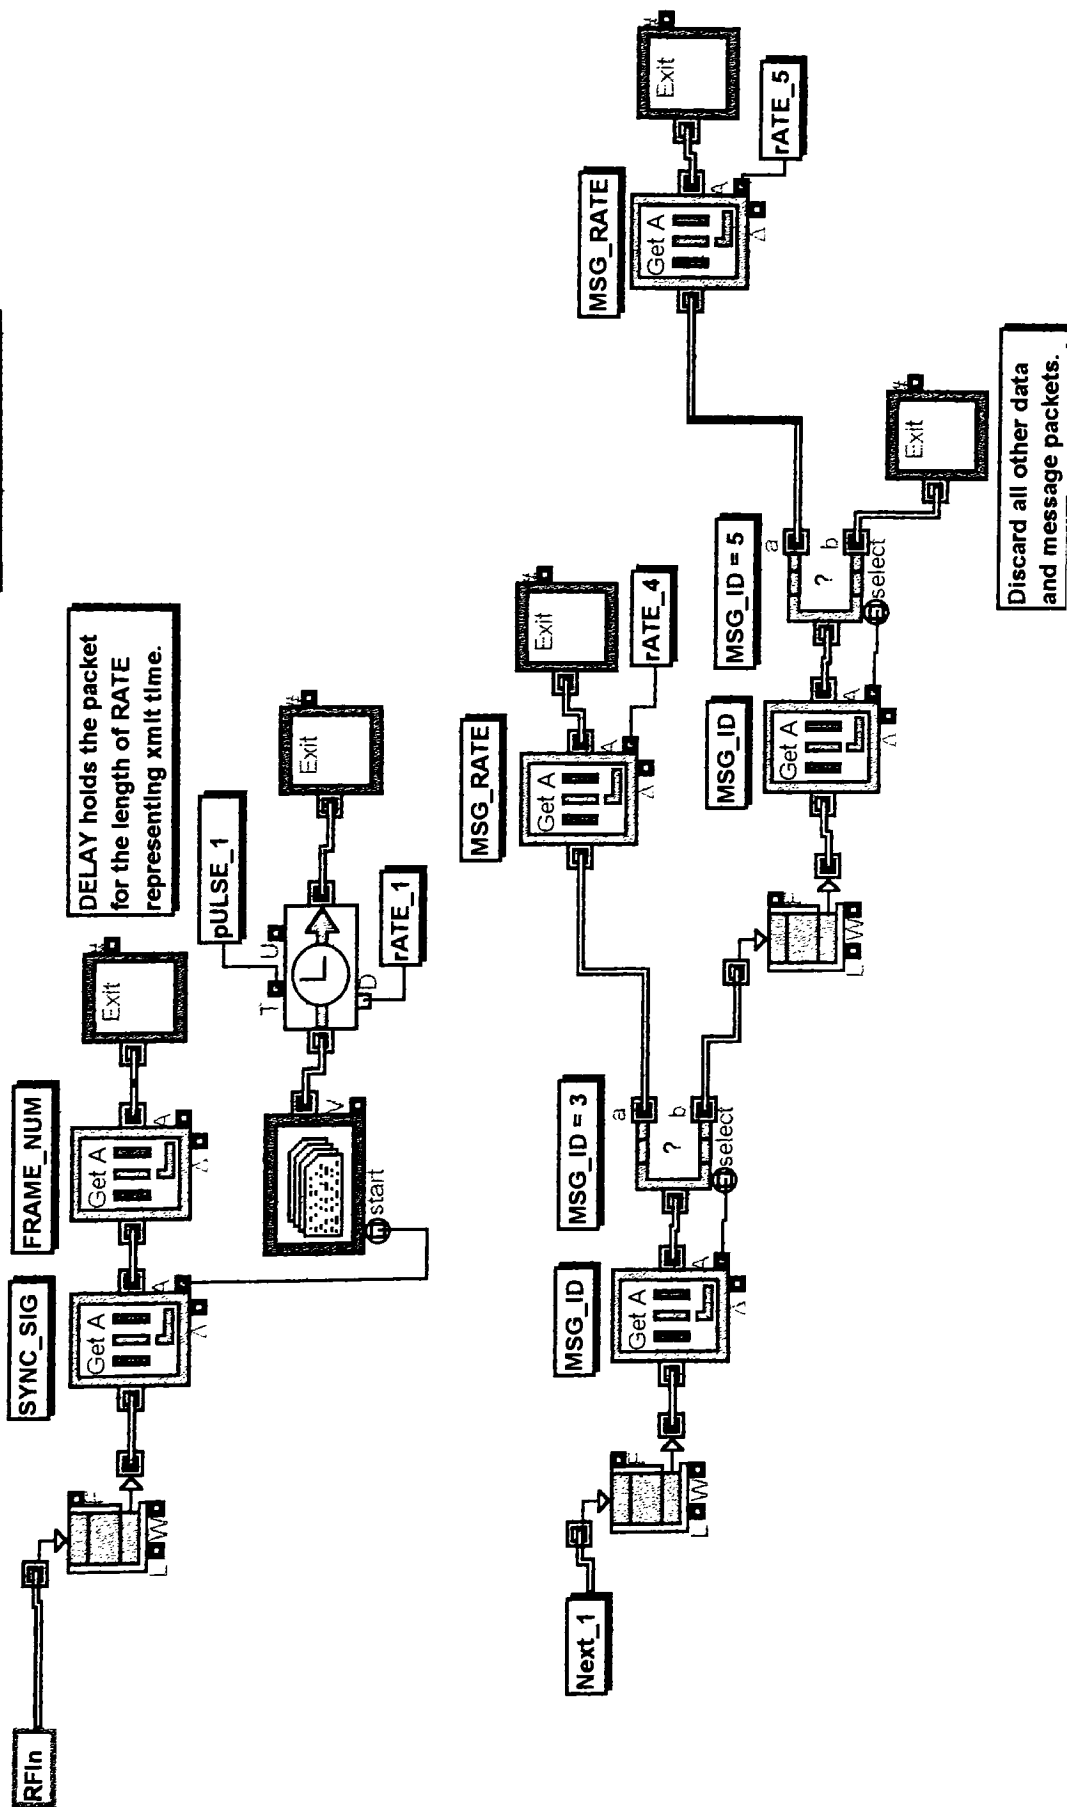 RFIn
SYNC_SIG
FRAME_NUM
DELAY holds the packet
for the length of RATE
representing xmit time.
#
L W
Get A
A
Δ
Get A
A
Δ
Exit
#
start
V
pULSE_1
T
U
D
rATE_1
Exit
#
Next_1
F
L W
MSG_ID
Get A
A
Δ
MSG_ID = 3
?
a
b
select
MSG_RATE
Get A
A
Δ
rATE_4
Exit
#
F
L W
MSG_ID
Get A
A
Δ
MSG_ID = 5
?
a
b
select
MSG_RATE
Get A
A
Δ
rATE_5
Exit
#
Exit
#
Discard all other data
and message packets.